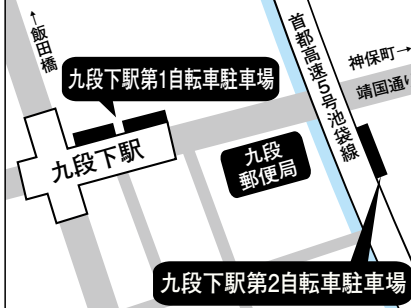 ↑飯田橋
九段下駅第1自転車駐車場
首都高速5号池袋線
神保町→
靖国通り
九段下駅
九段
郵便局
九段下駅第2自転車駐車場